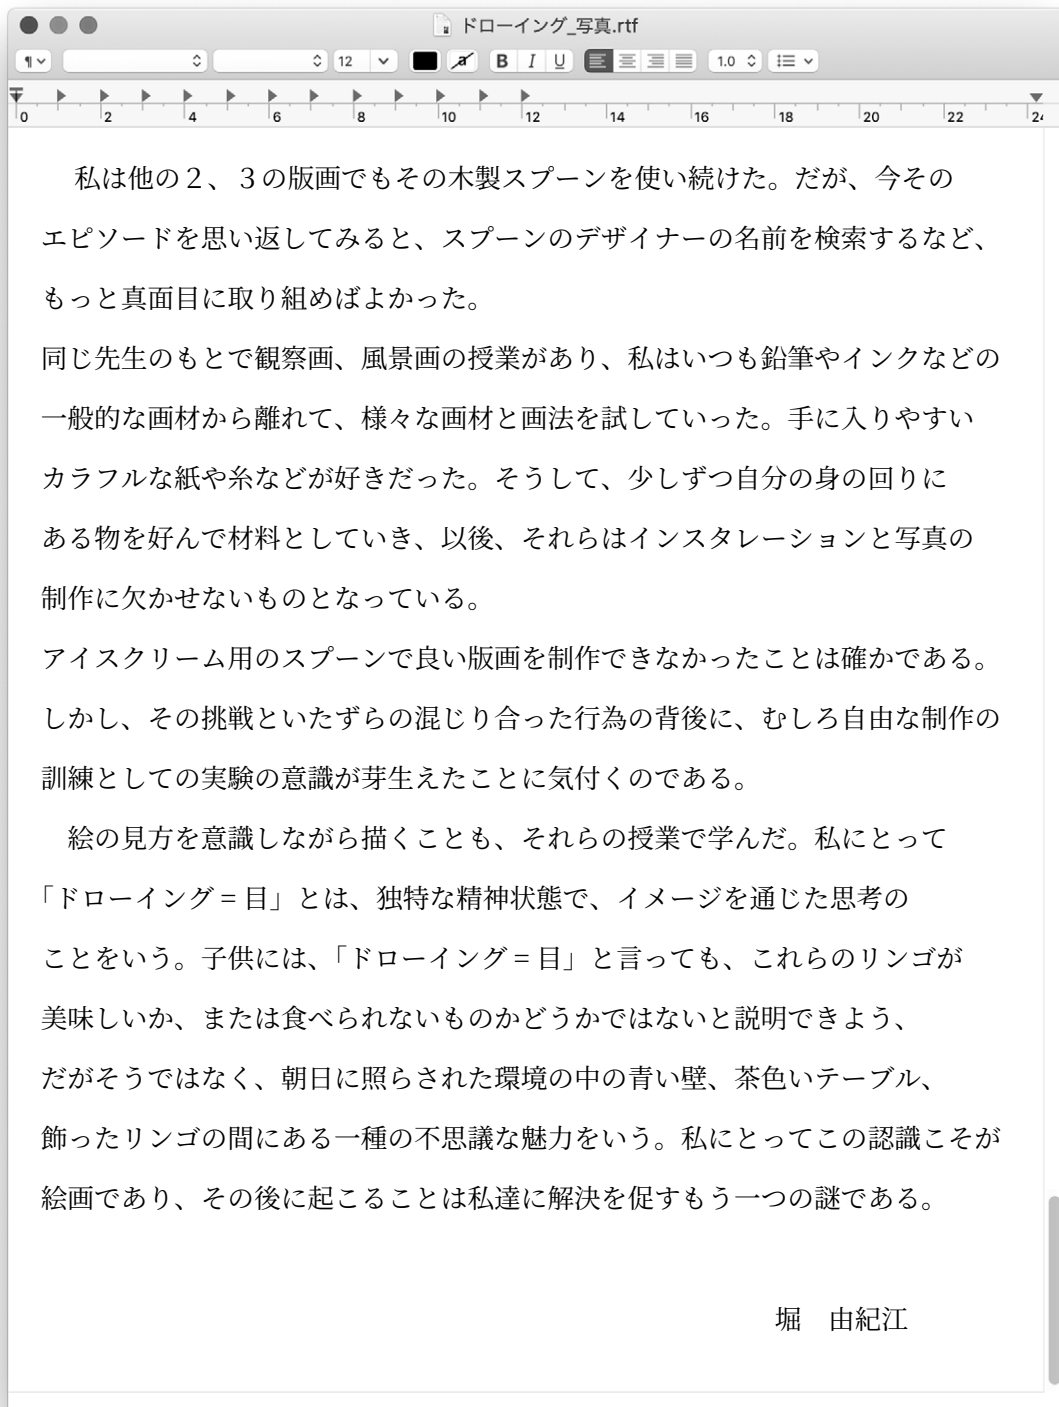 ドローイング_写真.rtf
¶ 12 a B I U 1.0
0 2 4 6 8 10 12 14 16 18 20 22 24
私は他の２、３の版画でもその木製スプーンを使い続けた。だが、今その
エピソードを思い返してみると、スプーンのデザイナーの名前を検索するなど、
もっと真面目に取り組めばよかった。
同じ先生のもとで観察画、風景画の授業があり、私はいつも鉛筆やインクなどの
一般的な画材から離れて、様々な画材と画法を試していった。手に入りやすい
カラフルな紙や糸などが好きだった。そうして、少しずつ自分の身の回りに
ある物を好んで材料としていき、以後、それらはインスタレーションと写真の
制作に欠かせないものとなっている。
アイスクリーム用のスプーンで良い版画を制作できなかったことは確かである。
しかし、その挑戦といたずらの混じり合った行為の背後に、むしろ自由な制作の
訓練としての実験の意識が芽生えたことに気付くのである。
絵の見方を意識しながら描くことも、それらの授業で学んだ。私にとって
「ドローイング = 目」とは、独特な精神状態で、イメージを通じた思考の
ことをいう。子供には、「ドローイング = 目」と言っても、これらのリンゴが
美味しいか、または食べられないものかどうかではないと説明できよう、
だがそうではなく、朝日に照らされた環境の中の青い壁、茶色いテーブル、
飾ったリンゴの間にある一種の不思議な魅力をいう。私にとってこの認識こそが
絵画であり、その後に起こることは私達に解決を促すもう一つの謎である。
堀　由紀江